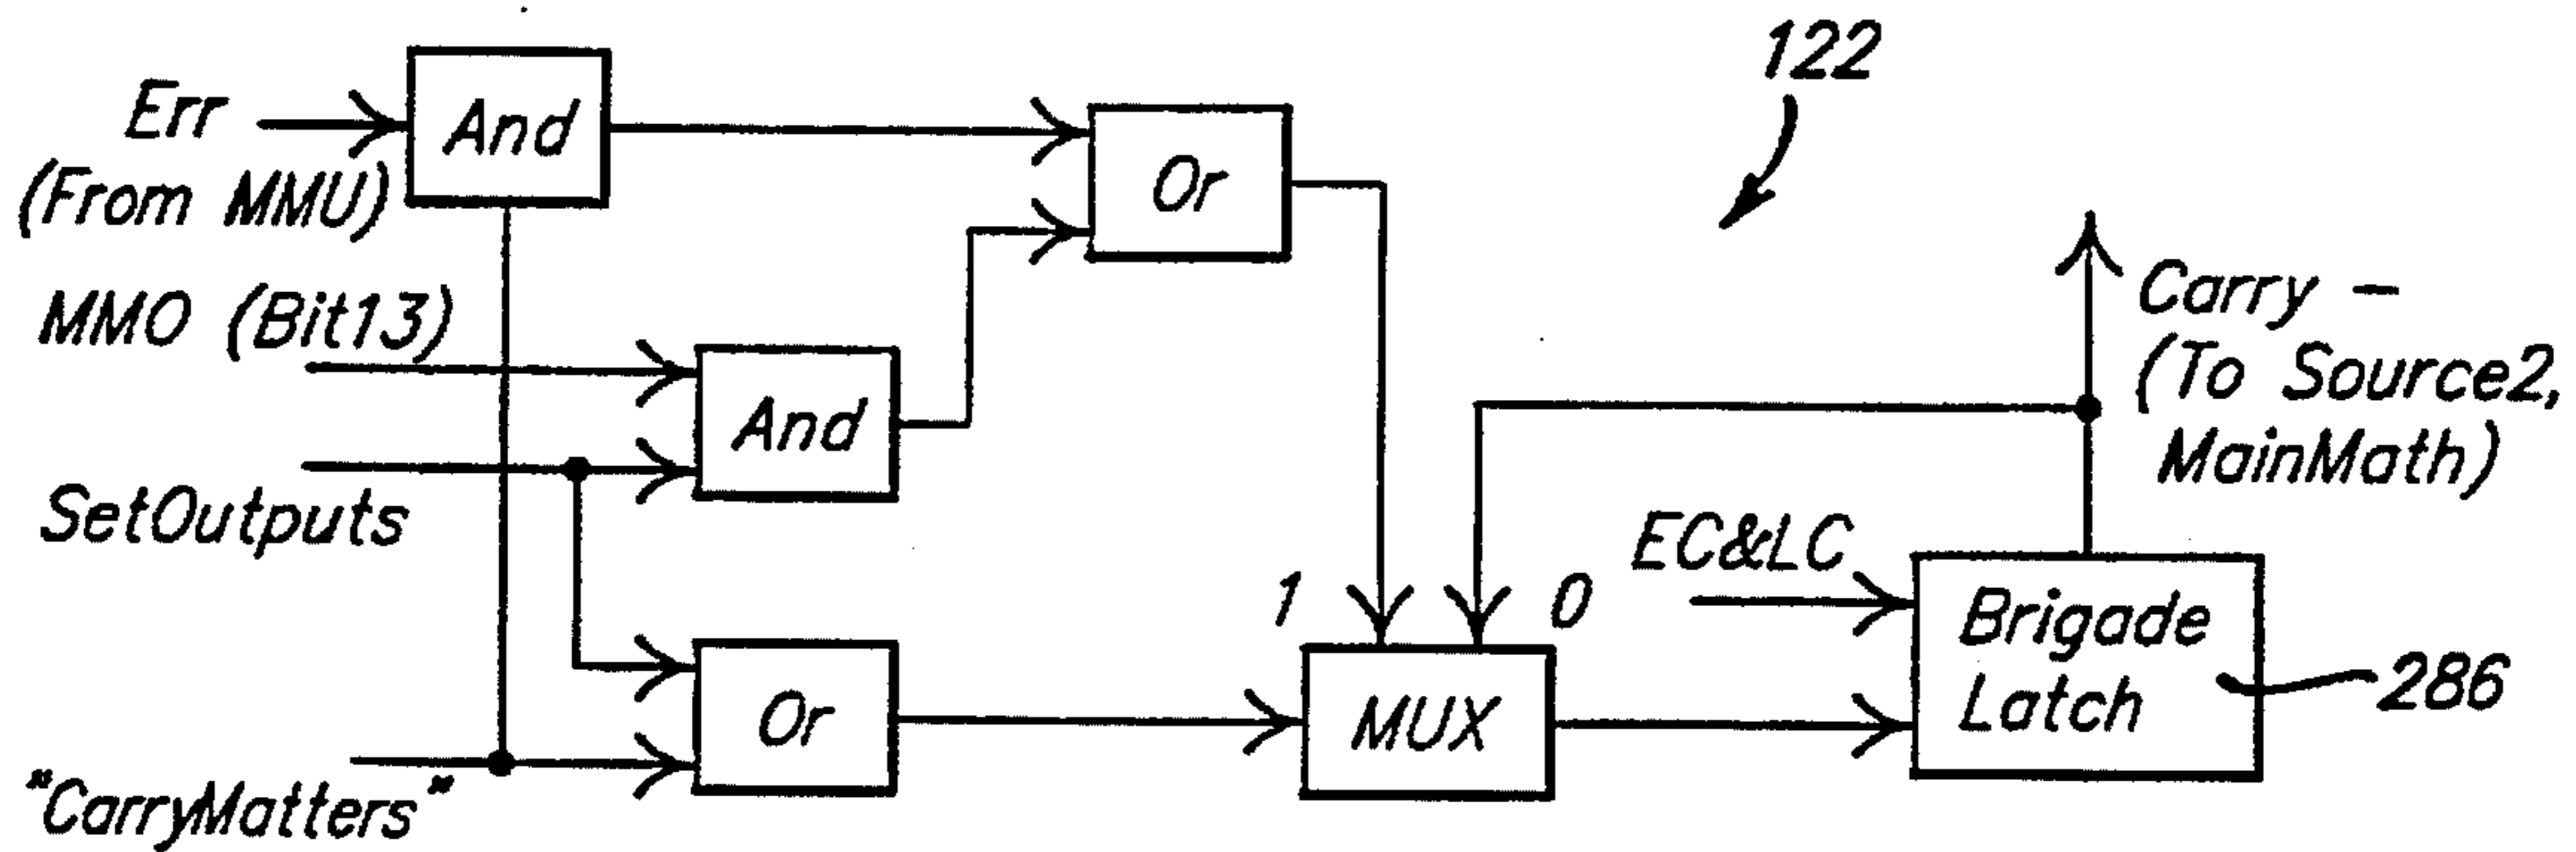 122
Err
(From MMU)
And
Or
MMO (Bit13)
And
SetOutputs
Carry -
(To Source2,
MainMath)
EC&LC
1
0
Brigade
Latch
286
Or
MUX
"CarryMatters"